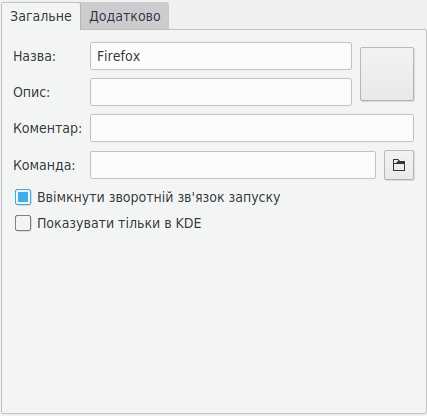 Загальне Додатково
Назва: Firefox
Опис:
Коментар:
Команда:
Ввімкнути зворотній зв'язок запуску
Показувати тільки в KDE